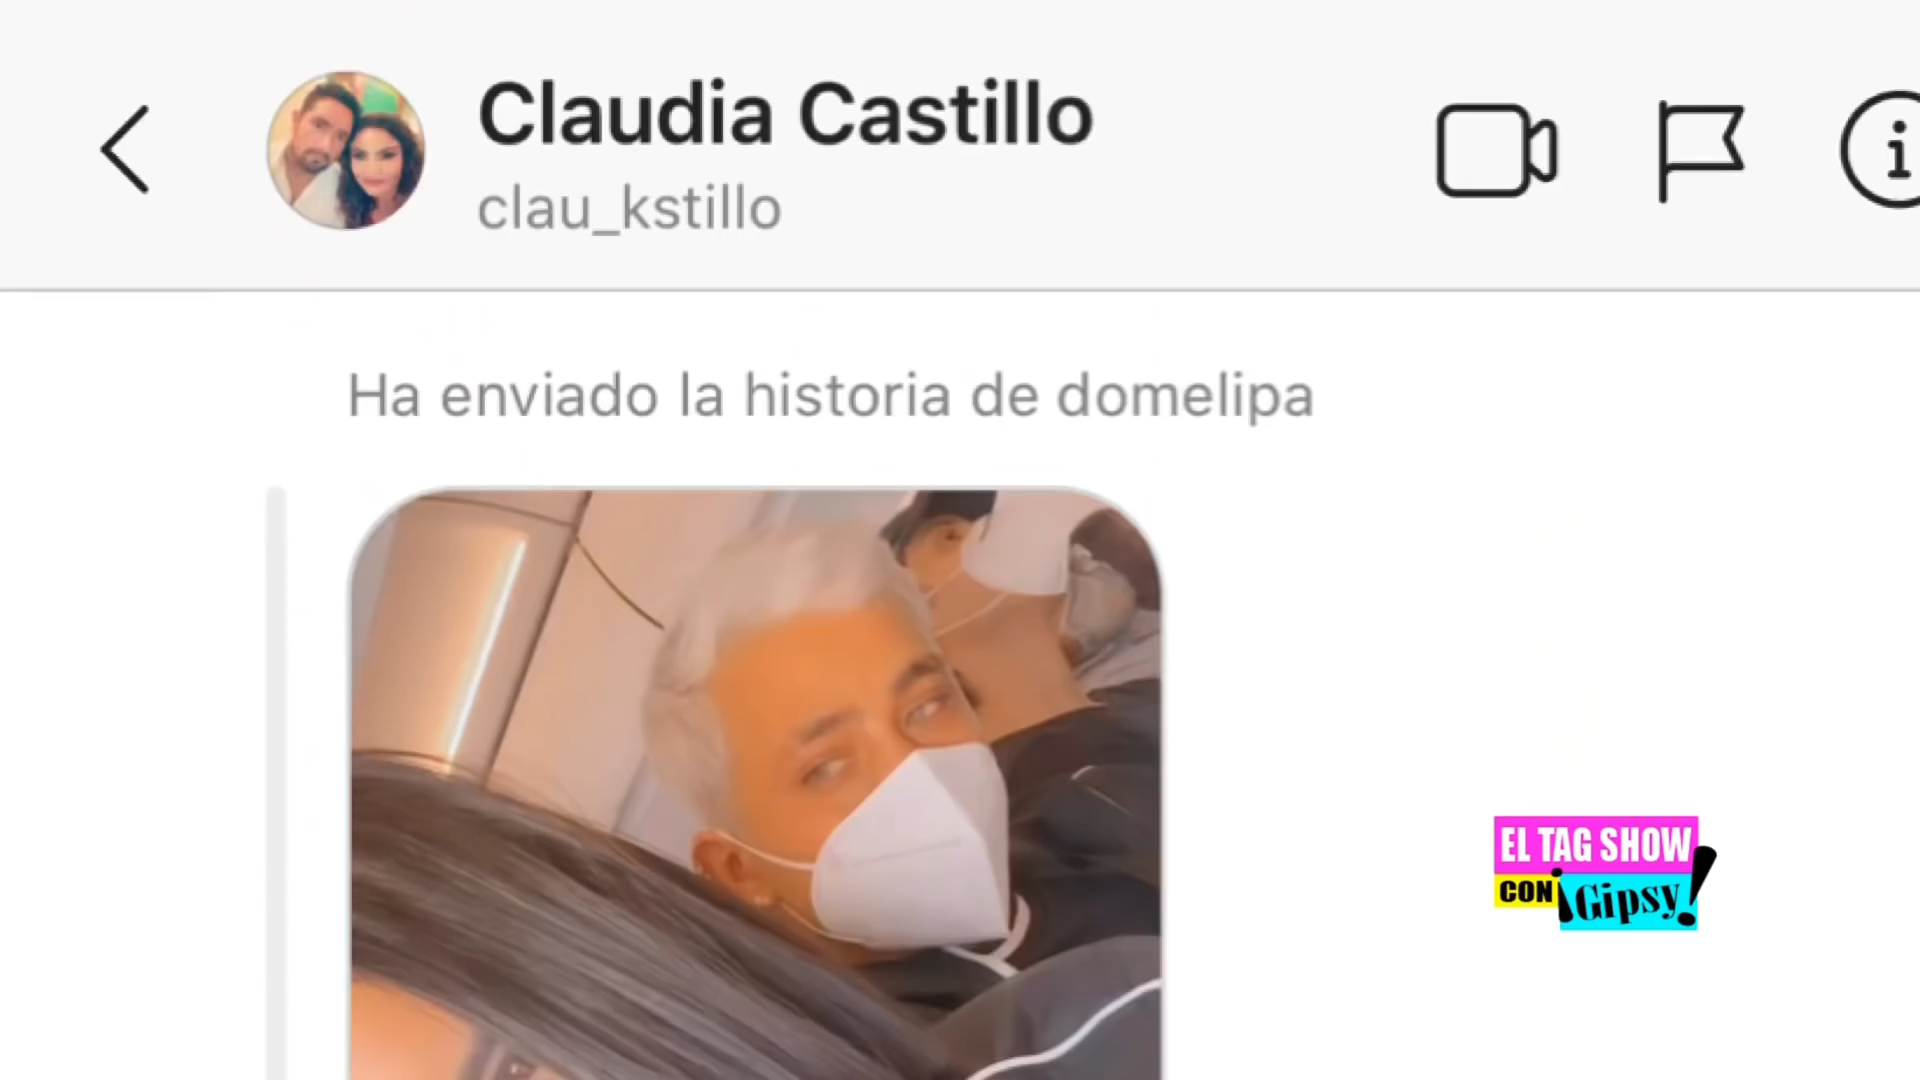 Claudia Castillo
clau_kstillo
Ha enviado la historia de domelipa
EL TAG SHOW
CON ¡Gipsy!